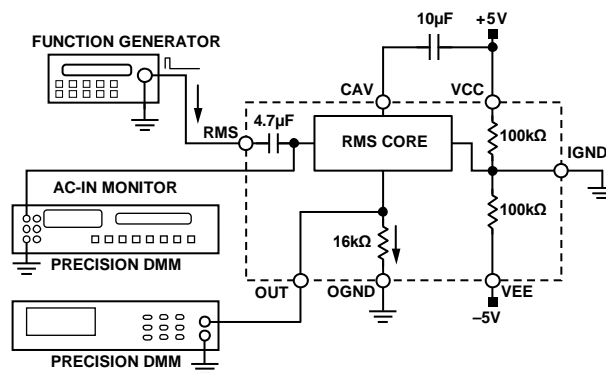 10µF
+5V
FUNCTION GENERATOR
CAV
VCC
4.7µF
RMS
RMS CORE
100kΩ
IGND
AC-IN MONITOR
100kΩ
16kΩ
PRECISION DMM
OUT
OGND
VEE
–5V
PRECISION DMM